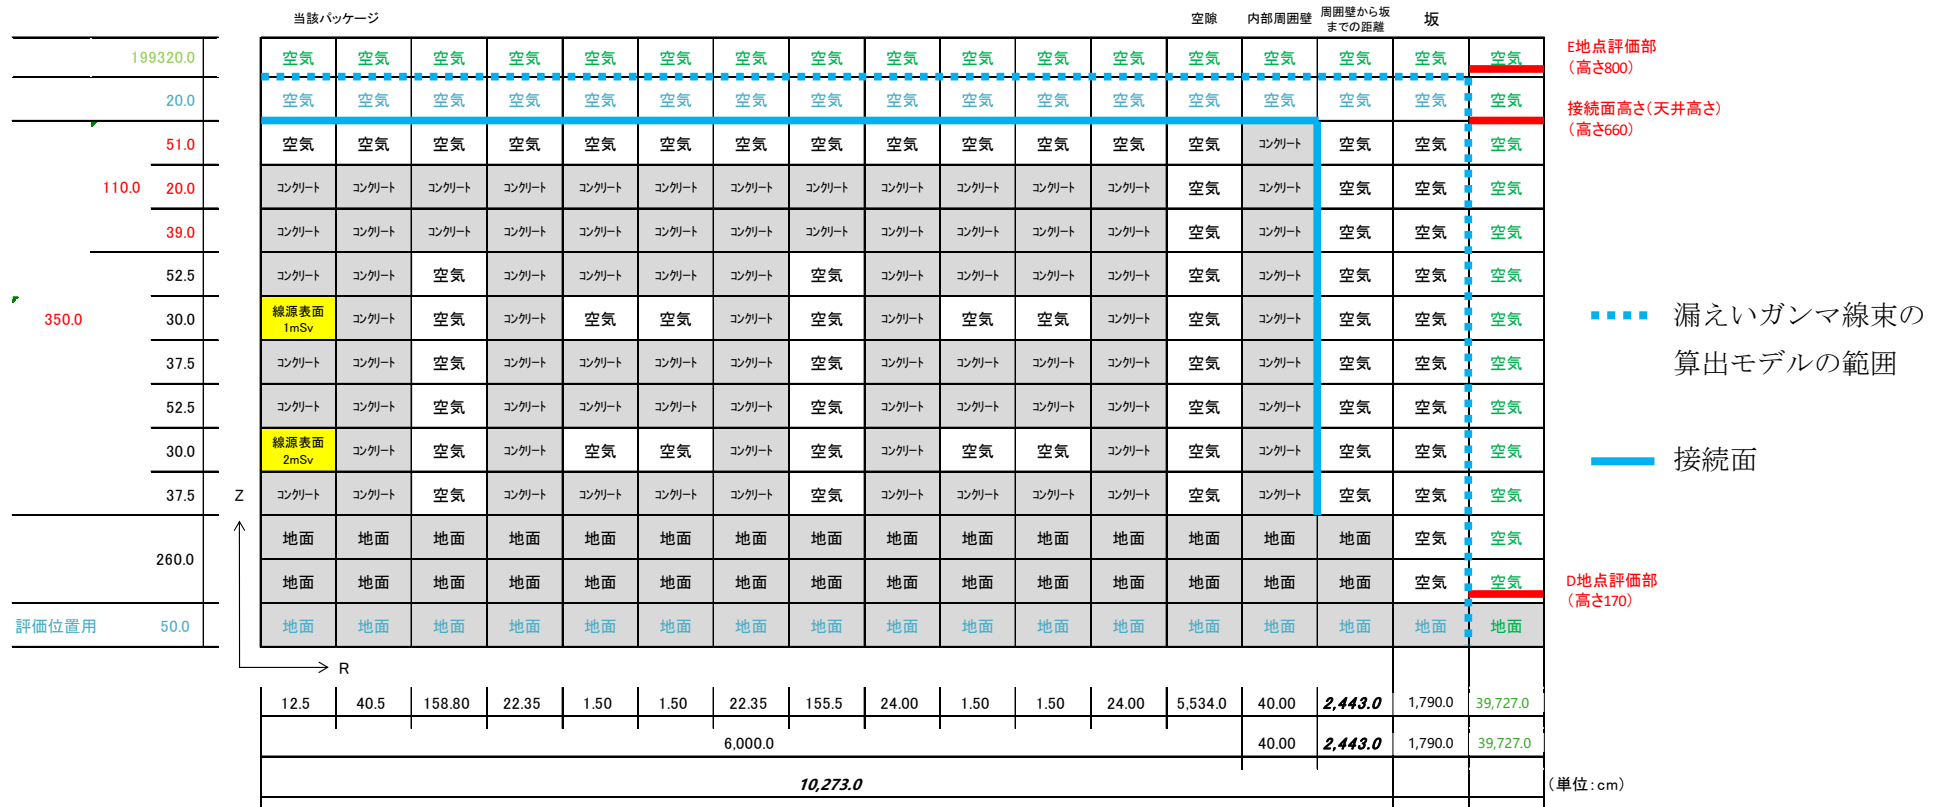 当該パッケージ 空隙 内部周囲壁 周囲壁から坂 坂
までの距離
199320.0 空気 空気 空気 空気 空気 空気 空気 空気 空気 空気 空気 空気 空気 空気 空気 空気 空気 E地点評価部
(高さ800)
20.0 空気 空気 空気 空気 空気 空気 空気 空気 空気 空気 空気 空気 空気 空気 空気 空気 空気 接続面高さ(天井高さ)
(高さ660)
51.0 空気 空気 空気 空気 空気 空気 空気 空気 空気 空気 空気 空気 空気 コンクリート 空気 空気 空気
110.0 20.0 コンクリート コンクリート コンクリート コンクリート コンクリート コンクリート コンクリート コンクリート コンクリート コンクリート コンクリート コンクリート 空気 コンクリート 空気 空気 空気
39.0 コンクリート コンクリート コンクリート コンクリート コンクリート コンクリート コンクリート コンクリート コンクリート コンクリート コンクリート コンクリート 空気 コンクリート 空気 空気 空気
52.5 コンクリート コンクリート 空気 コンクリート コンクリート コンクリート コンクリート 空気 コンクリート コンクリート コンクリート コンクリート 空気 コンクリート 空気 空気 空気
350.0 30.0 線源表面 コンクリート 空気 コンクリート 空気 空気 コンクリート 空気 コンクリート 空気 空気 コンクリート 空気 コンクリート 空気 空気 空気 漏えいガンマ線束の
1mSv
37.5 コンクリート コンクリート 空気 コンクリート コンクリート コンクリート コンクリート 空気 コンクリート コンクリート コンクリート コンクリート 空気 コンクリート 空気 空気 空気 算出モデルの範囲
52.5 コンクリート コンクリート 空気 コンクリート コンクリート コンクリート コンクリート 空気 コンクリート コンクリート コンクリート コンクリート 空気 コンクリート 空気 空気 空気
30.0 線源表面 コンクリート 空気 コンクリート 空気 空気 コンクリート 空気 コンクリート 空気 空気 コンクリート 空気 コンクリート 空気 空気 空気 接続面
2mSv
37.5 Z コンクリート コンクリート 空気 コンクリート コンクリート コンクリート コンクリート 空気 コンクリート コンクリート コンクリート コンクリート 空気 コンクリート 空気 空気 空気
地面 地面 地面 地面 地面 地面 地面 地面 地面 地面 地面 地面 地面 地面 地面 空気 空気
260.0
地面 地面 地面 地面 地面 地面 地面 地面 地面 地面 地面 地面 地面 地面 地面 空気 空気 D地点評価部
(高さ170)
評価位置用 50.0 地面 地面 地面 地面 地面 地面 地面 地面 地面 地面 地面 地面 地面 地面 地面 地面 地面
R
12.5 40.5 158.80 22.35 1.50 1.50 22.35 155.5 24.00 1.50 1.50 24.00 5,534.0 40.00 2,443.0 1,790.0 39,727.0
6,000.0 40.00 2,443.0 1,790.0 39,727.0
10,273.0 (単位:cm)